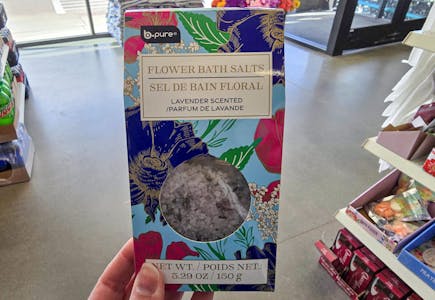 b•pure®
FLOWER BATH SALTS
SEL DE BAIN FLORAL
LAVENDER SCENTED
/PARFUM DE LAVANDE
NET WT. / POIDS NET.
5.29 OZ / 150 g